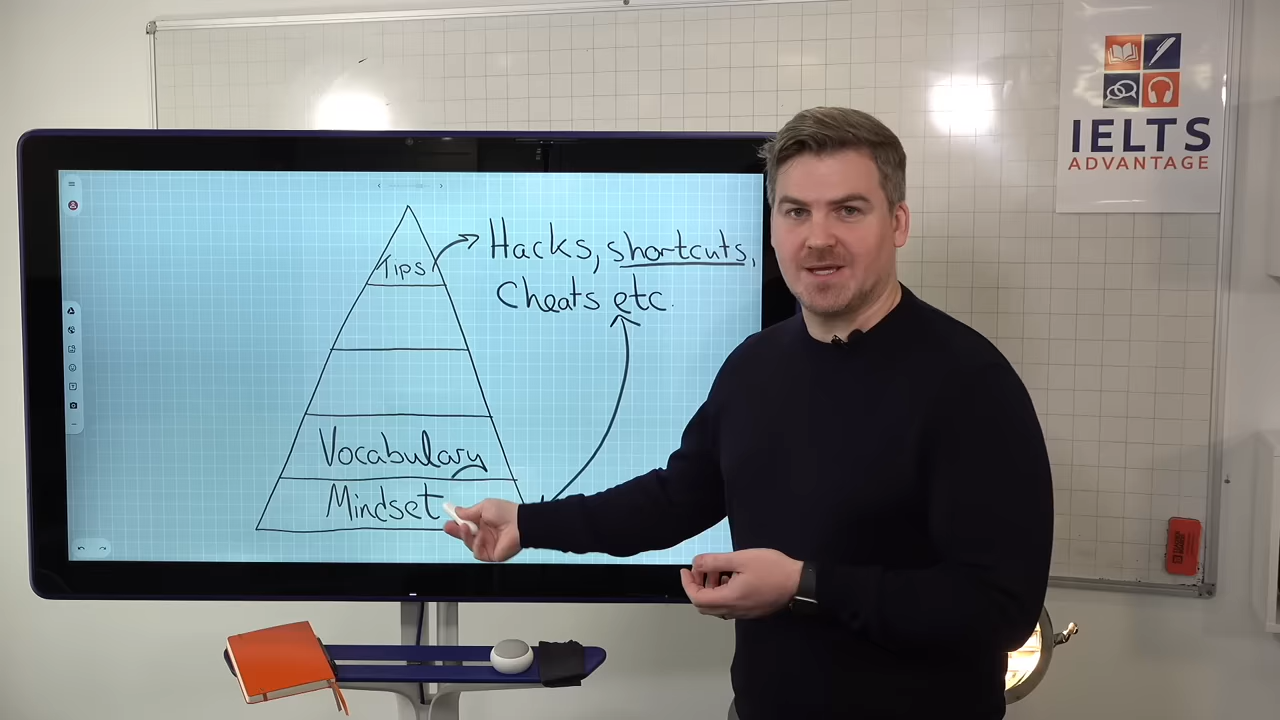 IELTS
ADVANTAGE
Tips
Hacks, shortcuts,
Cheats etc.
Vocabulary
Mindset